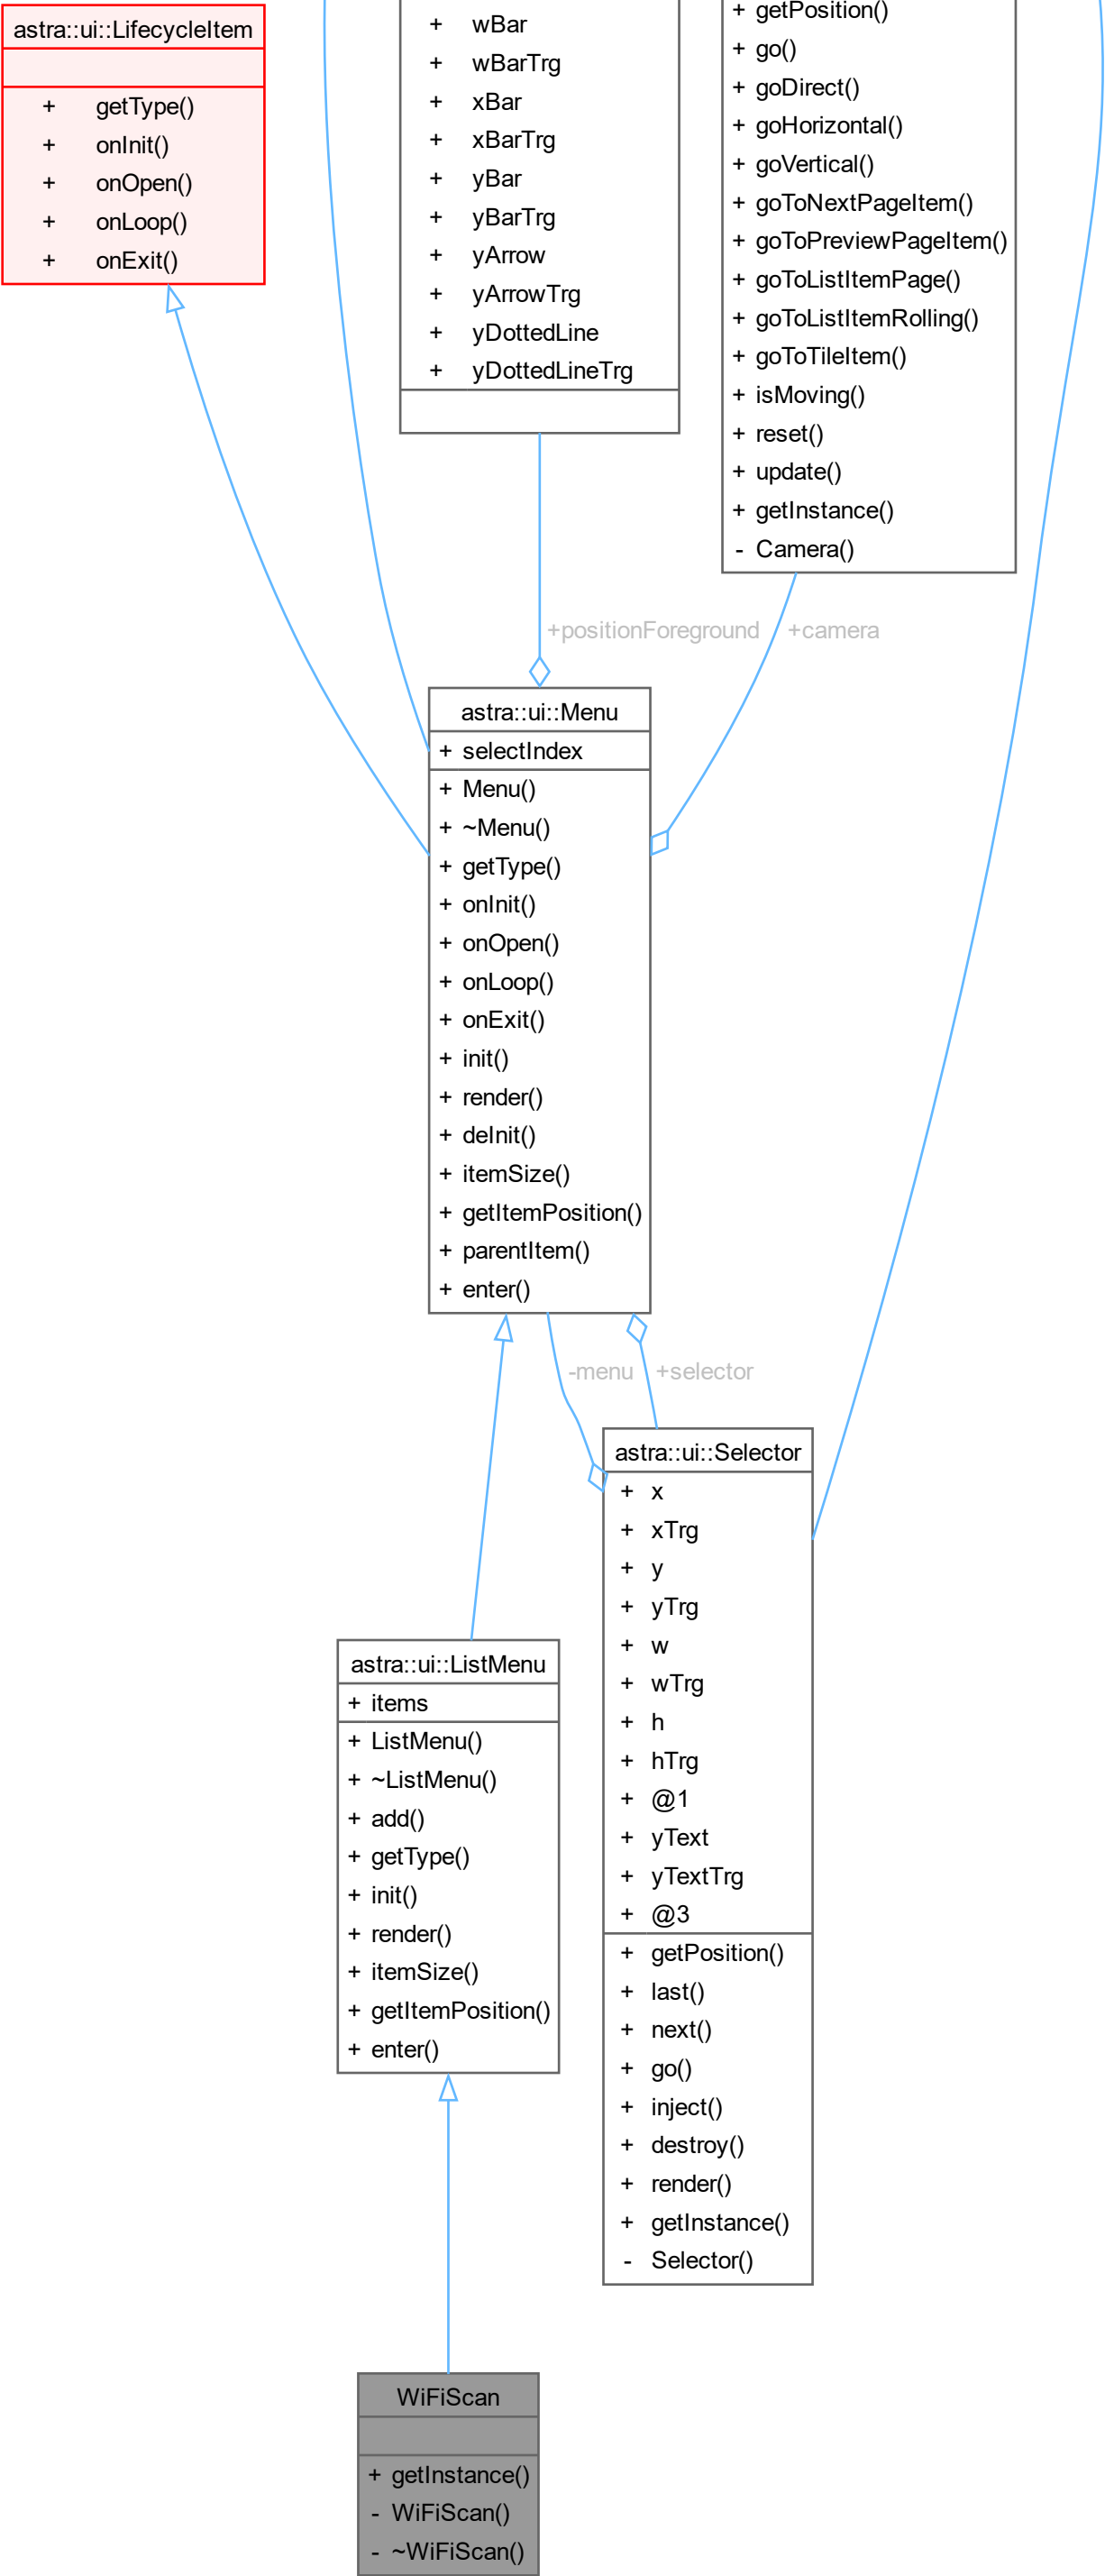 astra::ui::LifecycleItem
+ getType()
+ onInit()
+ onOpen()
+ onLoop()
+ onExit()
+ wBar
+ wBarTrg
+ xBar
+ xBarTrg
+ yBar
+ yBarTrg
+ yArrow
+ yArrowTrg
+ yDottedLine
+ yDottedLineTrg
+ getPosition()
+ go()
+ goDirect()
+ goHorizontal()
+ goVertical()
+ goToNextPageItem()
+ goToPreviewPageItem()
+ goToListItemPage()
+ goToListItemRolling()
+ goToTileItem()
+ isMoving()
+ reset()
+ update()
+ getInstance()
- Camera()
+positionForeground
+camera
astra::ui::Menu
+ selectIndex
+ Menu()
+ ~Menu()
+ getType()
+ onInit()
+ onOpen()
+ onLoop()
+ onExit()
+ init()
+ render()
+ deInit()
+ itemSize()
+ getItemPosition()
+ parentItem()
+ enter()
-menu
+selector
astra::ui::Selector
+ x
+ xTrg
+ y
+ yTrg
+ w
+ wTrg
+ h
+ hTrg
+ @1
+ yText
+ yTextTrg
+ @3
+ getPosition()
+ last()
+ next()
+ go()
+ inject()
+ destroy()
+ render()
+ getInstance()
- Selector()
astra::ui::ListMenu
+ items
+ ListMenu()
+ ~ListMenu()
+ add()
+ getType()
+ init()
+ render()
+ itemSize()
+ getItemPosition()
+ enter()
WiFiScan
+ getInstance()
- WiFiScan()
- ~WiFiScan()